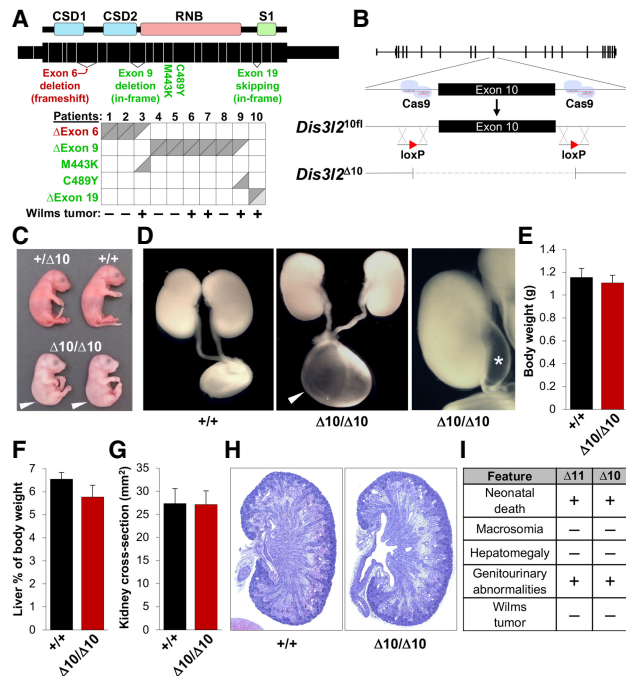 A
CSD1 CSD2 RNB S1
Exon 6 deletion (frameshift)
Exon 9 deletion (in-frame)
M443K
C489Y
Exon 19 skipping (in-frame)
Patients: 1 2 3 4 5 6 7 8 9 10
ΔExon 6
ΔExon 9
M443K
C489Y
ΔExon 19
Wilms tumor: – – + – – + + – + +
B
Exon 10
Cas9 Cas9
Dis3l210fl Exon 10
loxP loxP
Dis3l2Δ10
C
+/Δ10 +/+
Δ10/Δ10
D
*
+/+ Δ10/Δ10 Δ10/Δ10
E
Body weight (g)
1.4
1.2
1
0.8
0.6
0.4
0.2
0
+/+ Δ10/Δ10
F
Liver % of body weight
7
6
5
4
3
2
1
0
+/+ Δ10/Δ10
G
Kidney cross-section (mm2)
35
30
25
20
15
10
5
0
+/+ Δ10/Δ10
H
+/+ Δ10/Δ10
I
Feature Δ11 Δ10
Neonatal death + +
Macrosomia – –
Hepatomegaly – –
Genitourinary abnormalities + +
Wilms tumor – –